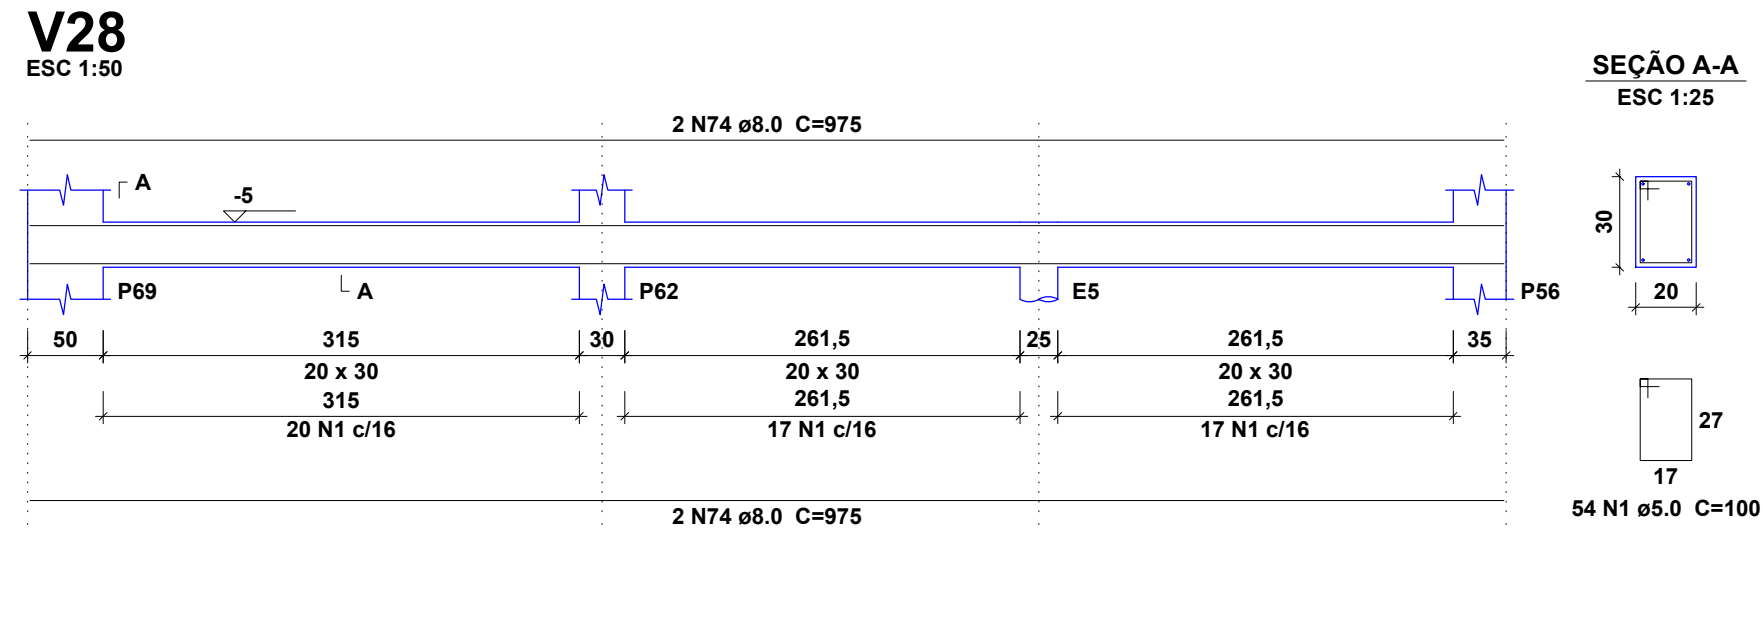 V28
ESC 1:50
SEÇÃO A-A
ESC 1:25
2 N74 ø8.0 C=975
A
-5
30
P69
A
P62
E5
P56
20
50
315
30
261,5
25
261,5
35
20 x 30
20 x 30
20 x 30
315
261,5
261,5
20 N1 c/16
17 N1 c/16
17 N1 c/16
27
17
54 N1 ø5.0 C=100
2 N74 ø8.0 C=975